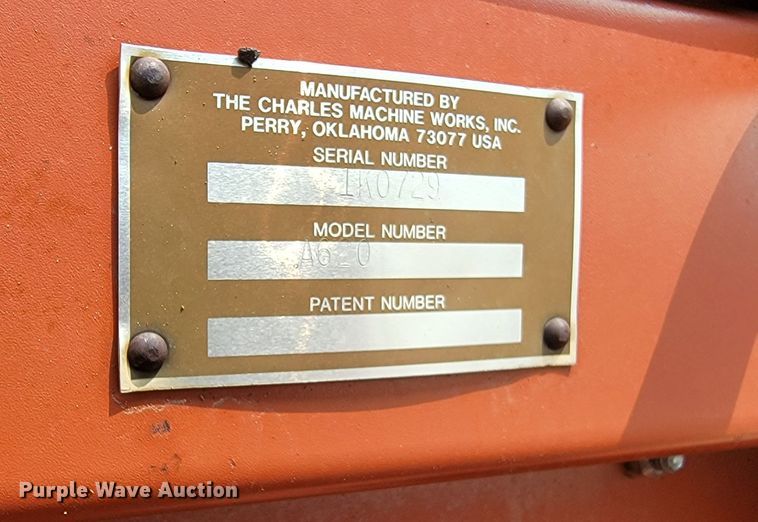 MANUFACTURED BY
THE CHARLES MACHINE WORKS, INC.
PERRY, OKLAHOMA 73077 USA
SERIAL NUMBER
1K0729
MODEL NUMBER
PATENT NUMBER
Purple Wave Auction